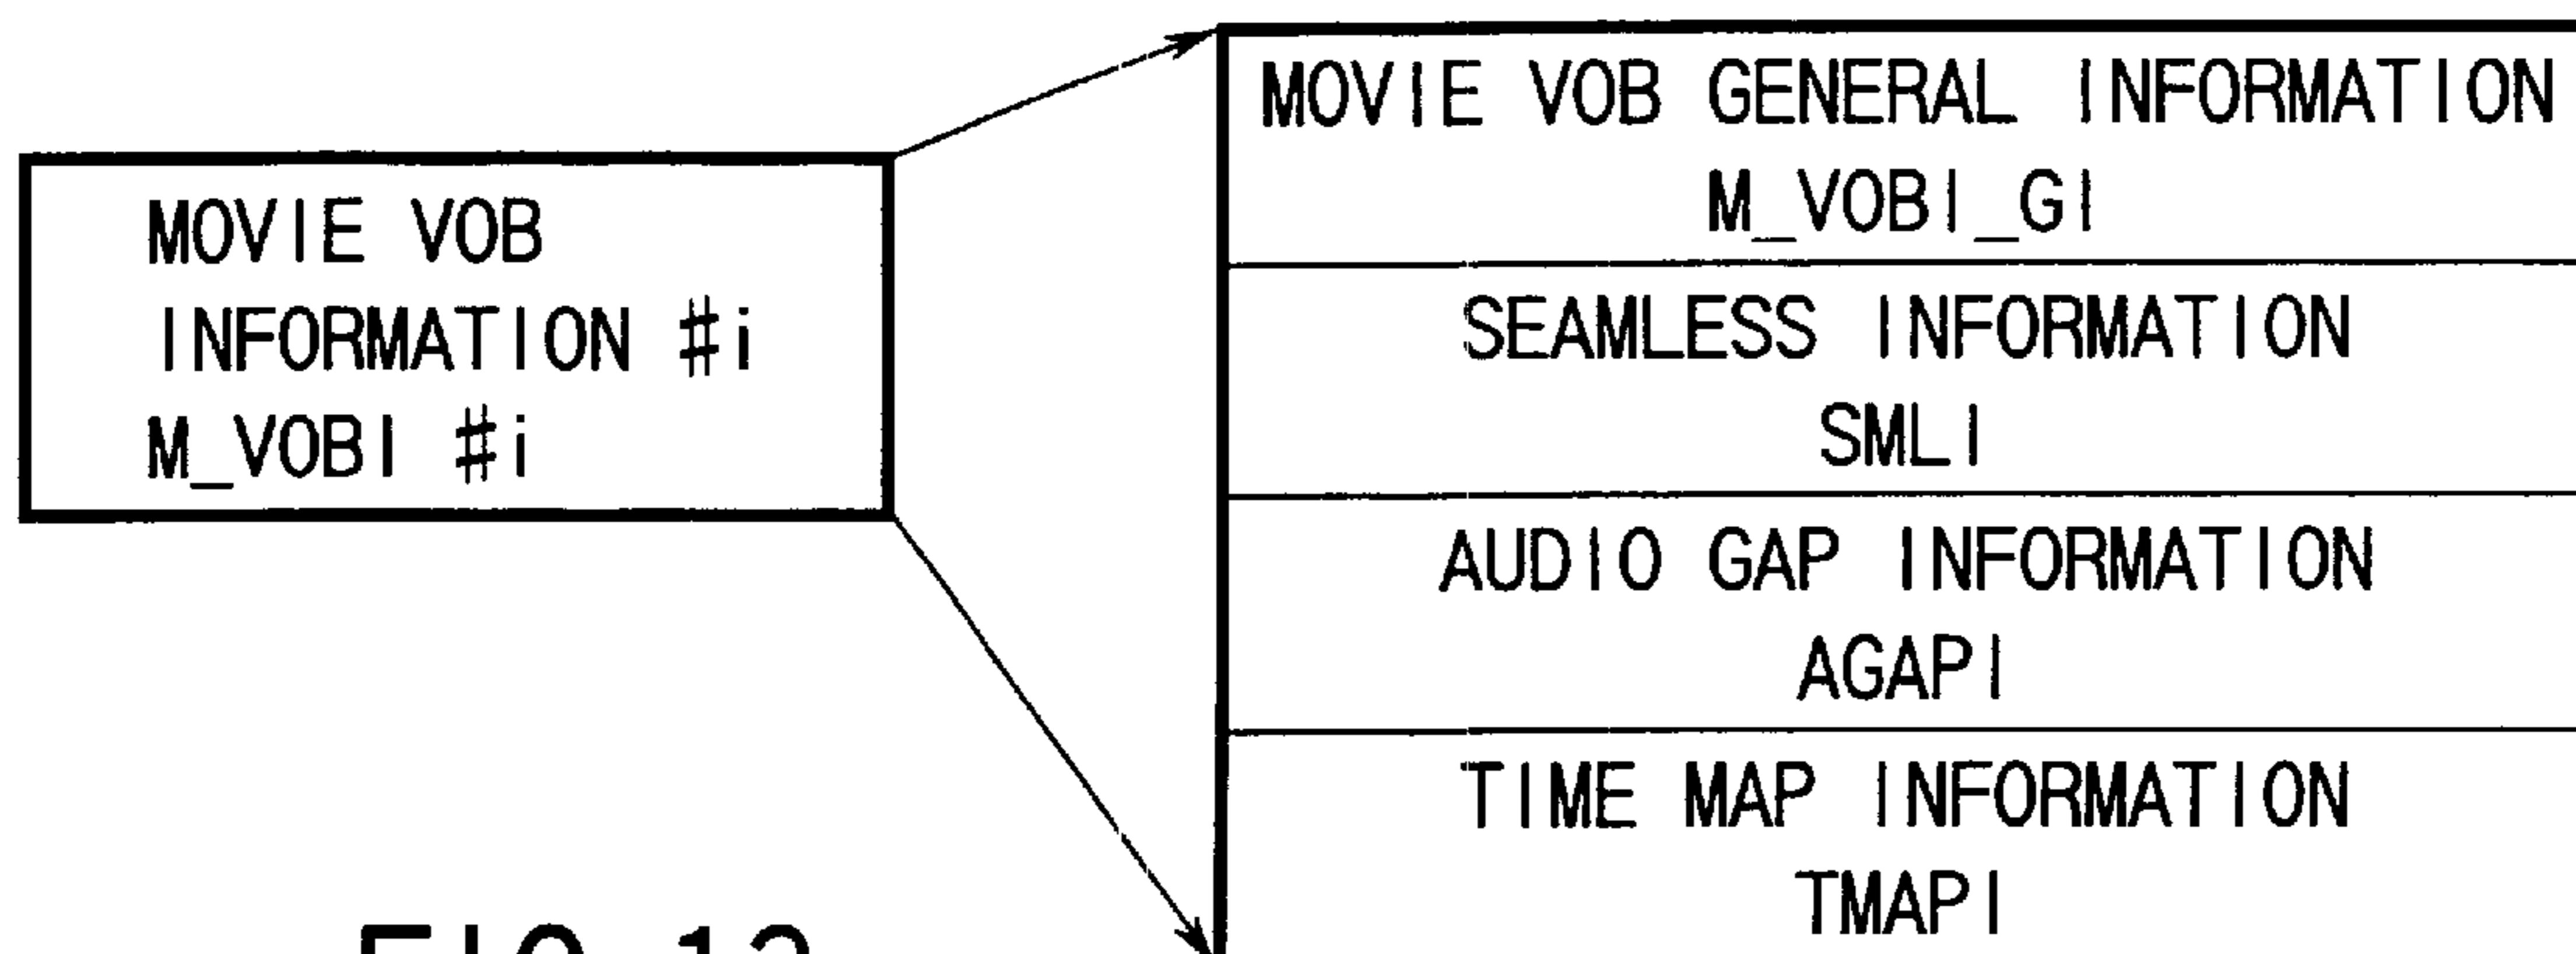 MOVIE VOB
INFORMATION #i
M_VOBI #i
MOVIE VOB GENERAL INFORMATION
M_VOBI_GI
SEAMLESS INFORMATION
SMLI
AUDIO GAP INFORMATION
AGAPI
TIME MAP INFORMATION
TMAPI